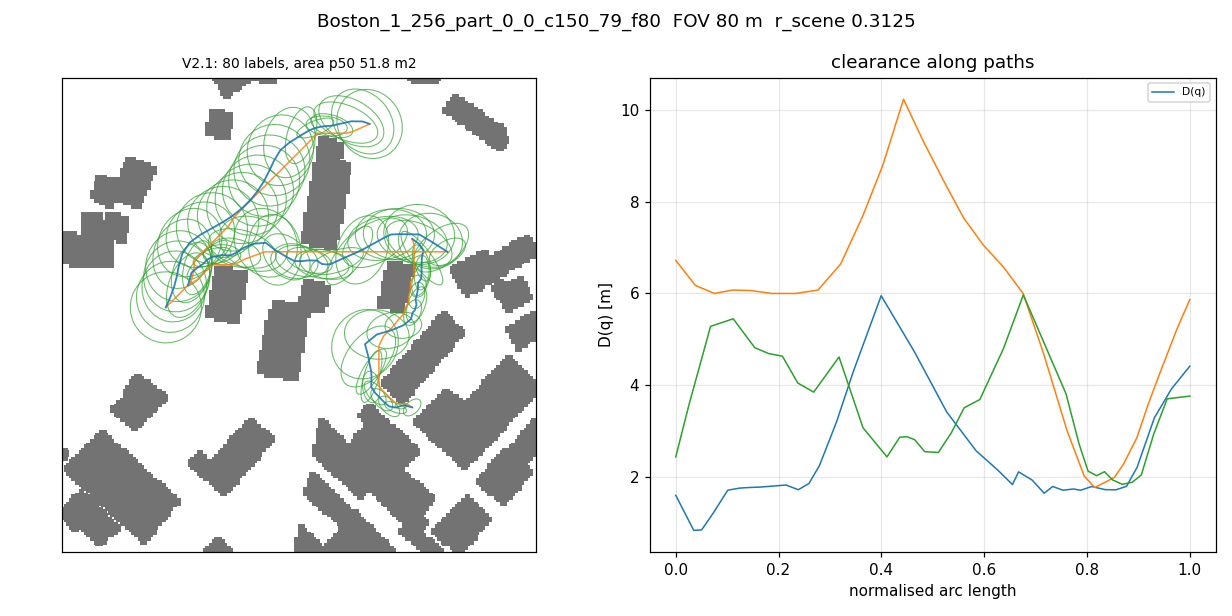 Boston_1_256_part_0_0_c150_79_f80  FOV 80 m  r_scene 0.3125
V2.1: 80 labels, area p50 51.8 m2
clearance along paths
D(q)
D(q) [m]
10
8
6
4
2
0.0 0.2 0.4 0.6 0.8 1.0
normalised arc length